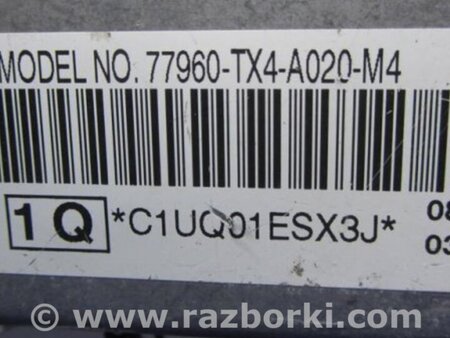 MODEL NO. 77960-TX4-A020-M4
1Q *C1UQ01ESX3J*
08
03
www.razborki.com